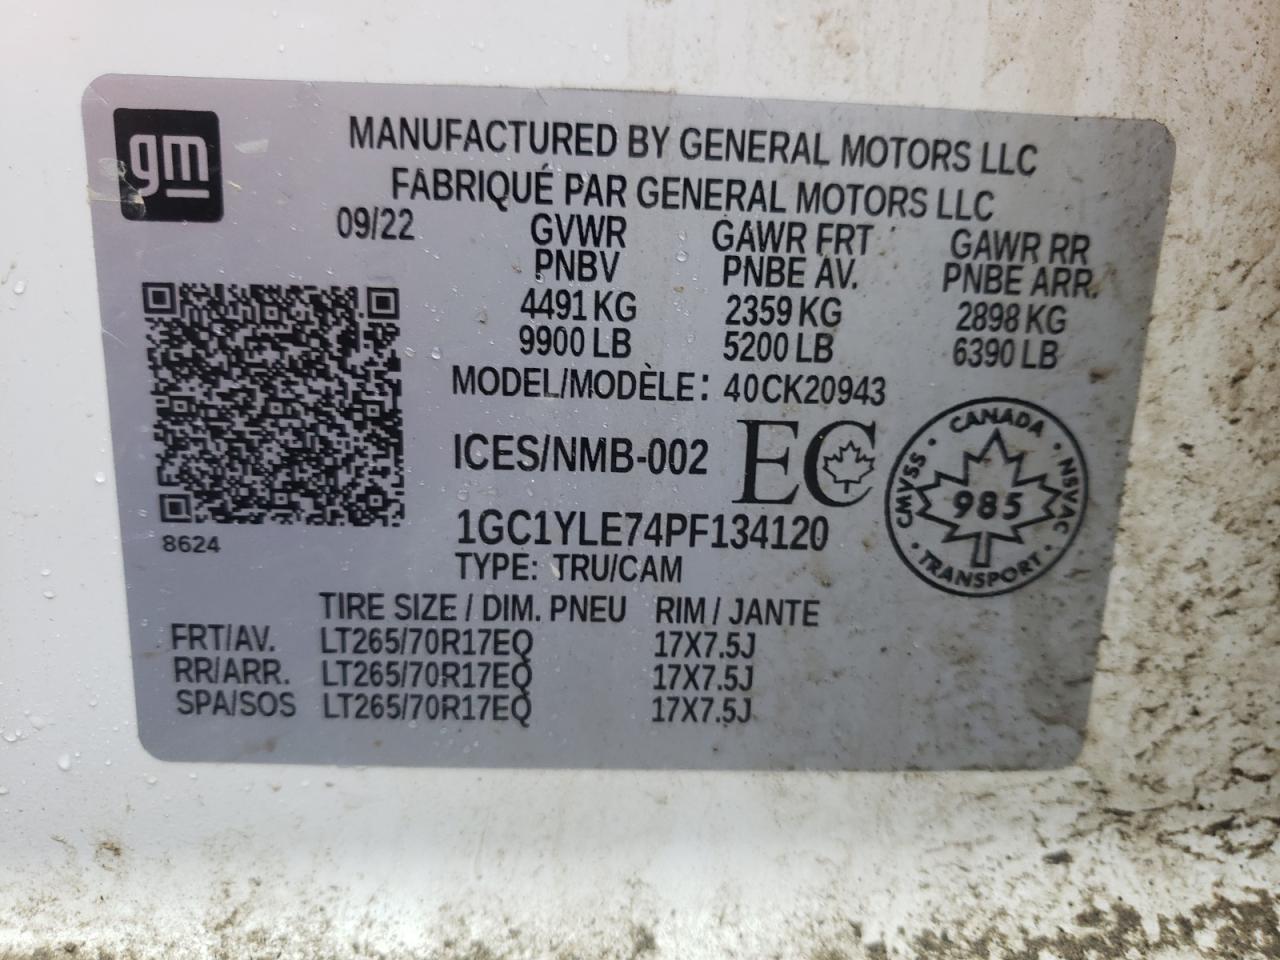 gm
MANUFACTURED BY GENERAL MOTORS LLC
FABRIQUÉ PAR GENERAL MOTORS LLC
09/22 GVWR GAWR FRT GAWR RR
PNBV PNBE AV. PNBE ARR.
4491 KG 2359 KG 2898 KG
9900 LB 5200 LB 6390 LB
MODEL/MODÈLE: 40CK20943
ICES/NMB-002 EC
CANADA
CMVSS 985 NSVAC
TRANSPORT
1GC1YLE74PF134120
8624
TYPE: TRU/CAM
TIRE SIZE / DIM. PNEU RIM / JANTE
FRT/AV. LT265/70R17EQ 17X7.5J
RR/ARR. LT265/70R17EQ 17X7.5J
SPA/SOS LT265/70R17EQ 17X7.5J